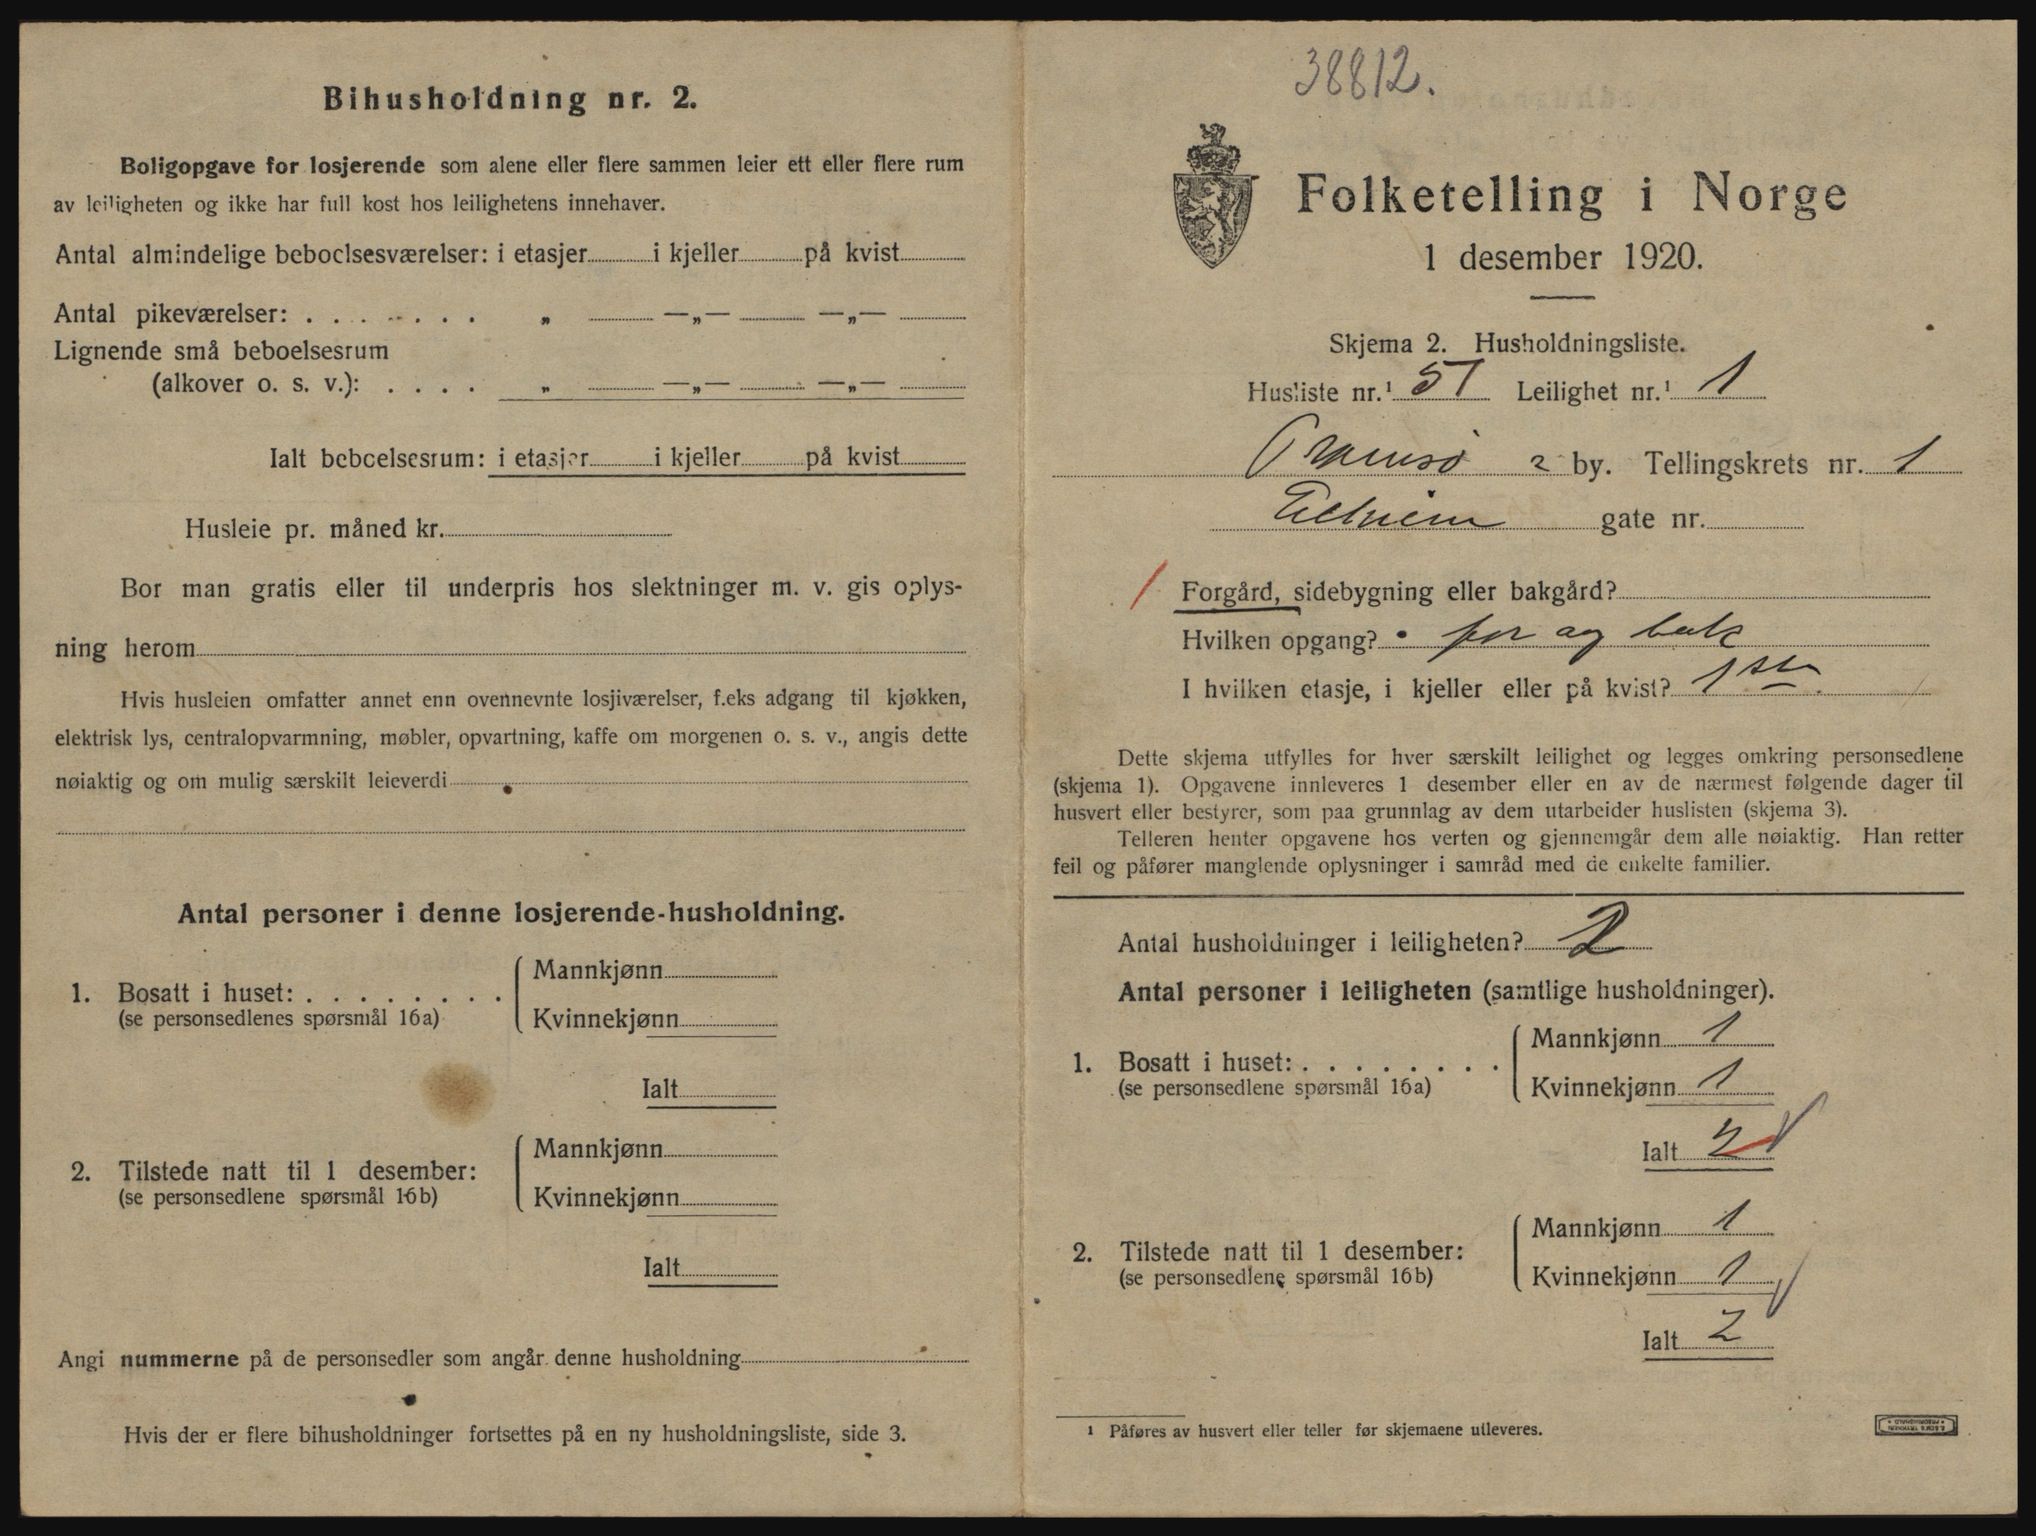 Bihusholdning nr. 2.
Boligopgave for losjerende som alene eller flere sammen leier ett eller flere rum
av leiligheten og ikke har full kost hos leilighetens innehaver.
Antal almindelige beboelsesværelser: i etasjer i kjeller på kvist
Antal pikeværelser: . . . . . . . „ —„— —„—
Lignende små beboelsesrum
(alkover o. s. v.): . . . . „ —„— —„—
Ialt beboelsesrum: i etasjer i kjeller på kvist
Husleie pr. måned kr.
Bor man gratis eller til underpris hos slektninger m. v. gis oplys-
ning herom
Hvis husleien omfatter annet enn ovennevnte losjiværelser, f.eks adgang til kjøkken,
elektrisk lys, centralopvarmning, møbler, opvartning, kaffe om morgenen o. s. v., angis dette
nøiaktig og om mulig særskilt leieverdi
Antal personer i denne losjerende-husholdning.
1. Bosatt i huset: . . . . . . . .
(se personsedlenes spørsmål 16a)
Mannkjønn
Kvinnekjønn
Ialt
2. Tilstede natt til 1 desember:
(se personsedlene spørsmål 16b)
Mannkjønn
Kvinnekjønn
Ialt
Angi nummerne på de personsedler som angår denne husholdning
Hvis der er flere bihusholdninger fortsettes på en ny husholdningsliste, side 3.
38812.
Folketelling i Norge
1 desember 1920.
Skjema 2. Husholdningsliste.
Husliste nr.¹ 51 Leilighet nr.¹ 1
Tromsø by. Tellingskrets nr. 1
gate nr.
1 Forgård, sidebygning eller bakgård?
Hvilken opgang? for og bak
I hvilken etasje, i kjeller eller på kvist? 1ste
Dette skjema utfylles for hver særskilt leilighet og legges omkring personsedlene
(skjema 1). Opgavene innleveres 1 desember eller en av de nærmest følgende dager til
husvert eller bestyrer, som paa grunnlag av dem utarbeider huslisten (skjema 3).
Telleren henter opgavene hos verten og gjennemgår dem alle nøiaktig. Han retter
feil og påfører manglende oplysninger i samråd med de enkelte familier.
Antal husholdninger i leiligheten? 2
Antal personer i leiligheten (samtlige husholdninger).
1. Bosatt i huset: . . . . . . . .
(se personsedlene spørsmål 16a)
Mannkjønn 1
Kvinnekjønn 1
Ialt 2
2. Tilstede natt til 1 desember:
(se personsedlene spørsmål 16b)
Mannkjønn 1
Kvinnekjønn 1
Ialt 2
¹ Påføres av husvert eller teller før skjemaene utleveres.